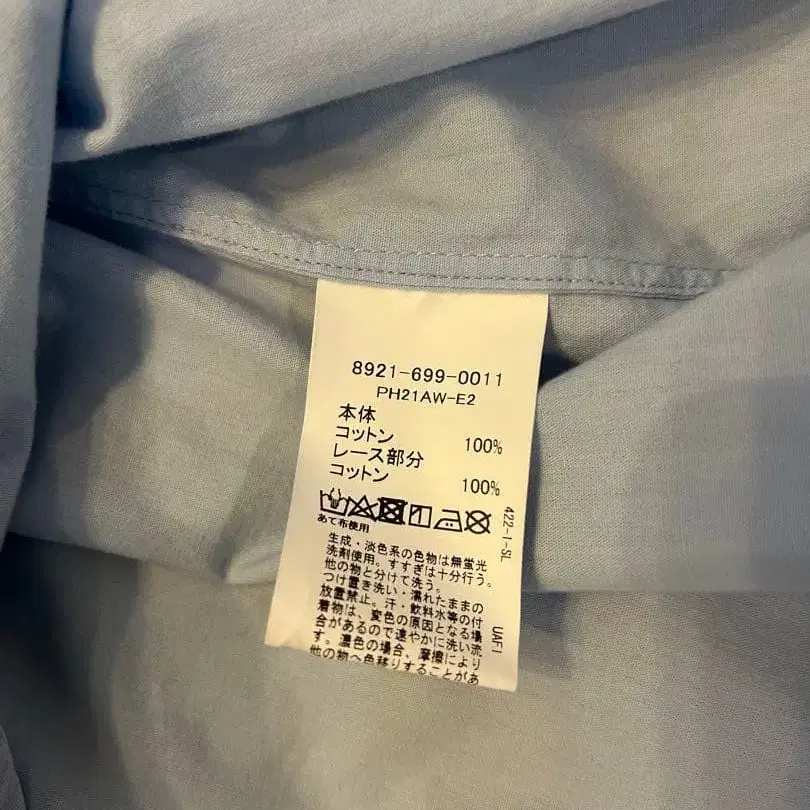 8921-699-0011
PH21AW-E2
本体
コットン 100%
レース部分
コットン 100%
あて布使用
生成・淡色系の色物は無蛍光
洗剤使用。すすぎは十分行う。
他の物と分けて洗う。
つけ置き洗い・濡れたままの
放置禁止。汗・飲料水等の付
着物は、変色の原因となる場
合があるので速やかに洗い流
す。濃色の場合、摩擦により
他の物へ色移りすることがあ
422-1-SL
UAF1